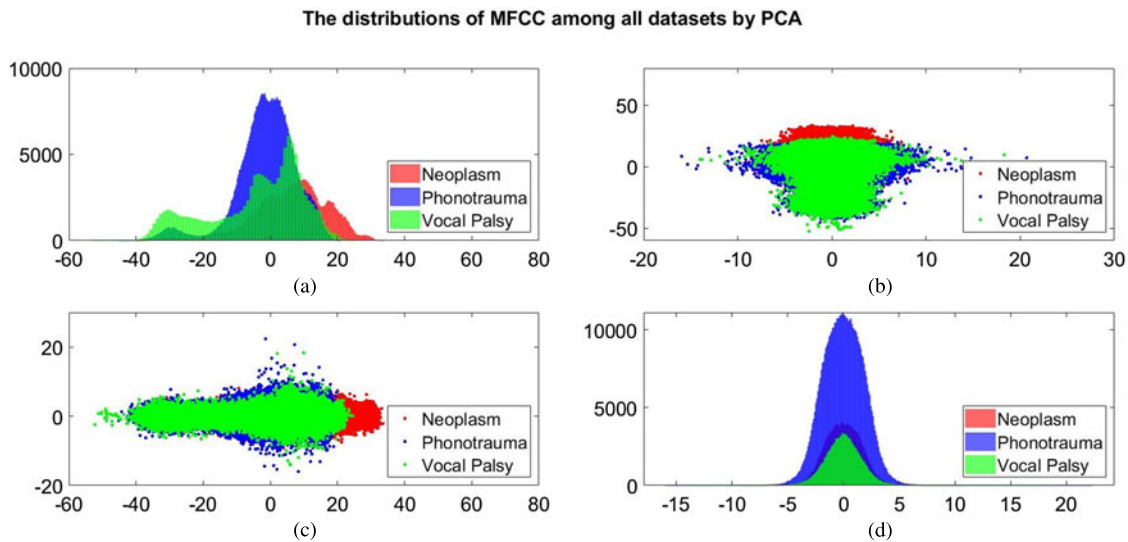 The distributions of MFCC among all datasets by PCA
10000
5000
0
-60 -40 -20 0 20 40 60 80
Neoplasm
Phonotrauma
Vocal Palsy
(a)
50
0
-50
-20 -10 0 10 20 30
Neoplasm
Phonotrauma
Vocal Palsy
(b)
20
0
-20
-60 -40 -20 0 20 40 60 80
Neoplasm
Phonotrauma
Vocal Palsy
(c)
10000
5000
0
-15 -10 -5 0 5 10 15 20
Neoplasm
Phonotrauma
Vocal Palsy
(d)